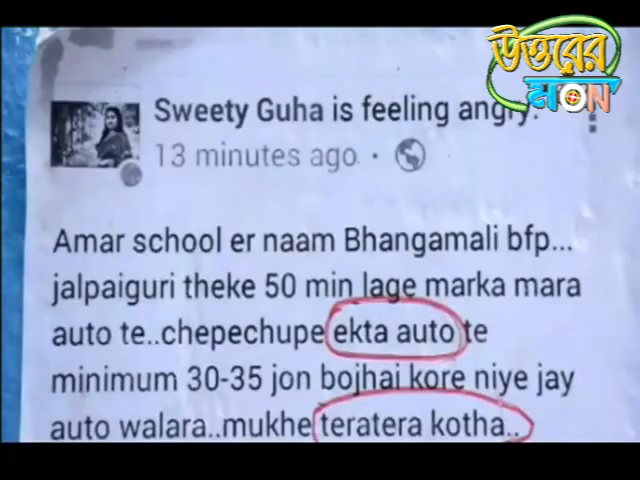 উত্তরের
মন
Sweety Guha is feeling angry.
13 minutes ago ·
Amar school er naam Bhangamali bfp...
jalpaiguri theke 50 min lage marka mara
auto te..chepechupe ekta auto te
minimum 30-35 jon bojhai kore niye jay
auto walara..mukhe teratera kotha..